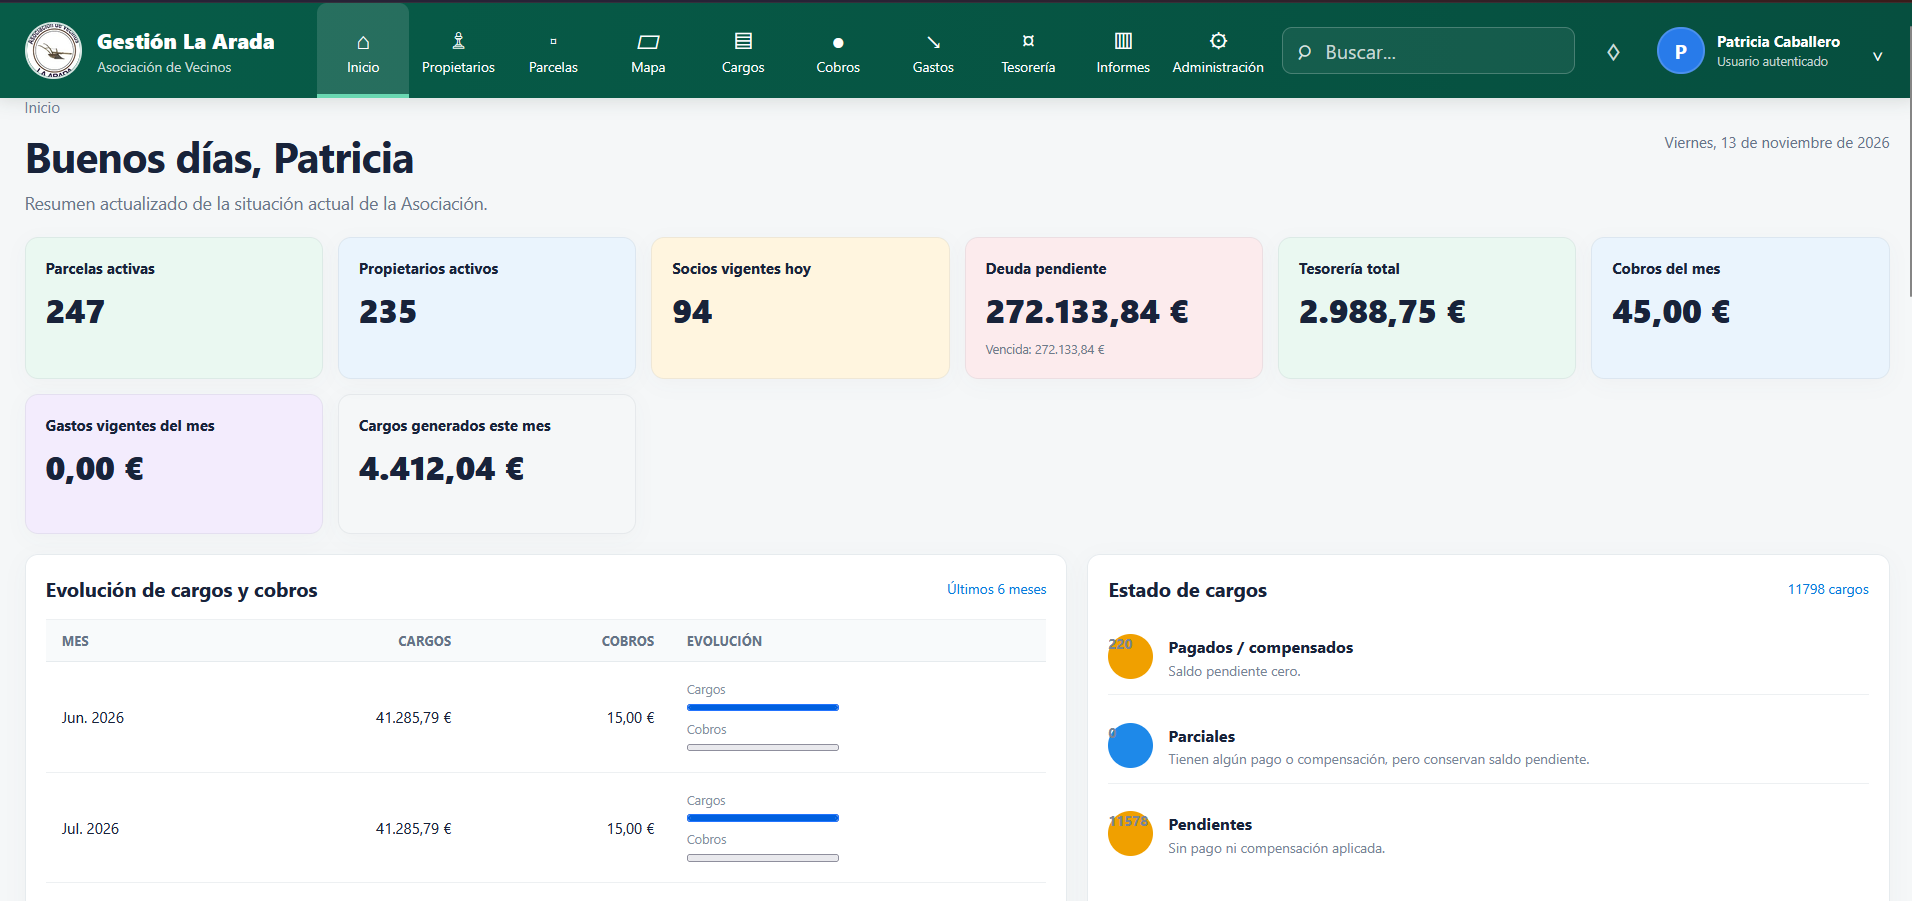 ASOCIACIÓN DE VECINOS
LA ARADA
Gestión La Arada
Asociación de Vecinos
Inicio
Propietarios
Parcelas
Mapa
Cargos
Cobros
Gastos
Tesorería
Informes
Administración
Buscar...
P
Patricia Caballero
Usuario autenticado
Inicio
Buenos días, Patricia
Viernes, 13 de noviembre de 2026
Resumen actualizado de la situación actual de la Asociación.
Parcelas activas
247
Propietarios activos
235
Socios vigentes hoy
94
Deuda pendiente
272.133,84 €
Vencida: 272.133,84 €
Tesorería total
2.988,75 €
Cobros del mes
45,00 €
Gastos vigentes del mes
0,00 €
Cargos generados este mes
4.412,04 €
Evolución de cargos y cobros
Últimos 6 meses
MES CARGOS COBROS EVOLUCIÓN
Jun. 2026 41.285,79 € 15,00 €
Cargos
Cobros
Jul. 2026 41.285,79 € 15,00 €
Cargos
Cobros
Estado de cargos
11798 cargos
220
Pagados / compensados
Saldo pendiente cero.
0
Parciales
Tienen algún pago o compensación, pero conservan saldo pendiente.
11578
Pendientes
Sin pago ni compensación aplicada.